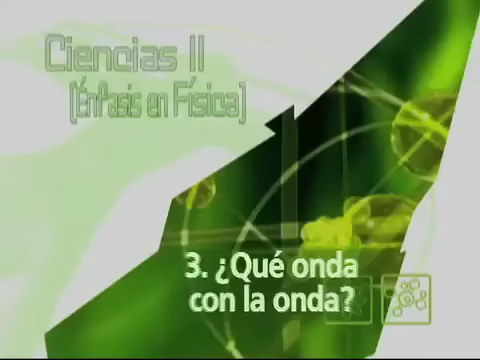 Ciencias II
(Énfasis en Física)
3. ¿Qué onda
con la onda?